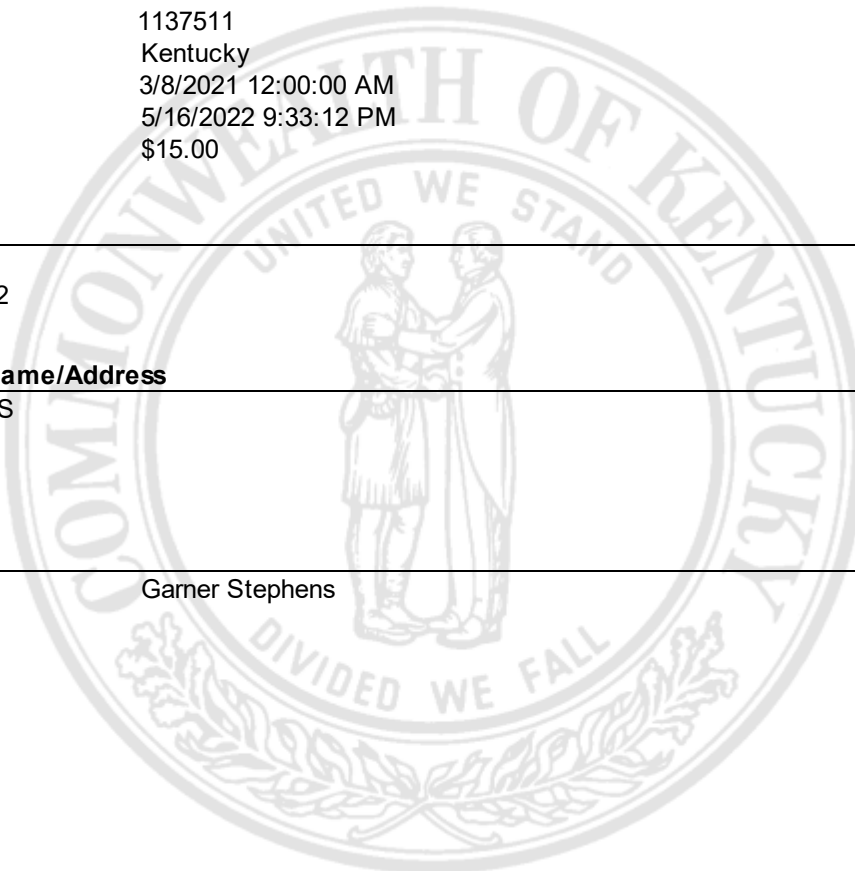 1137511
Kentucky
3/8/2021 12:00:00 AM
5/16/2022 9:33:12 PM
$15.00
COMMONWEALTH OF KENTUCKY
UNITED WE STAND
2
ame/Address
S
Garner Stephens
DIVIDED WE FALL